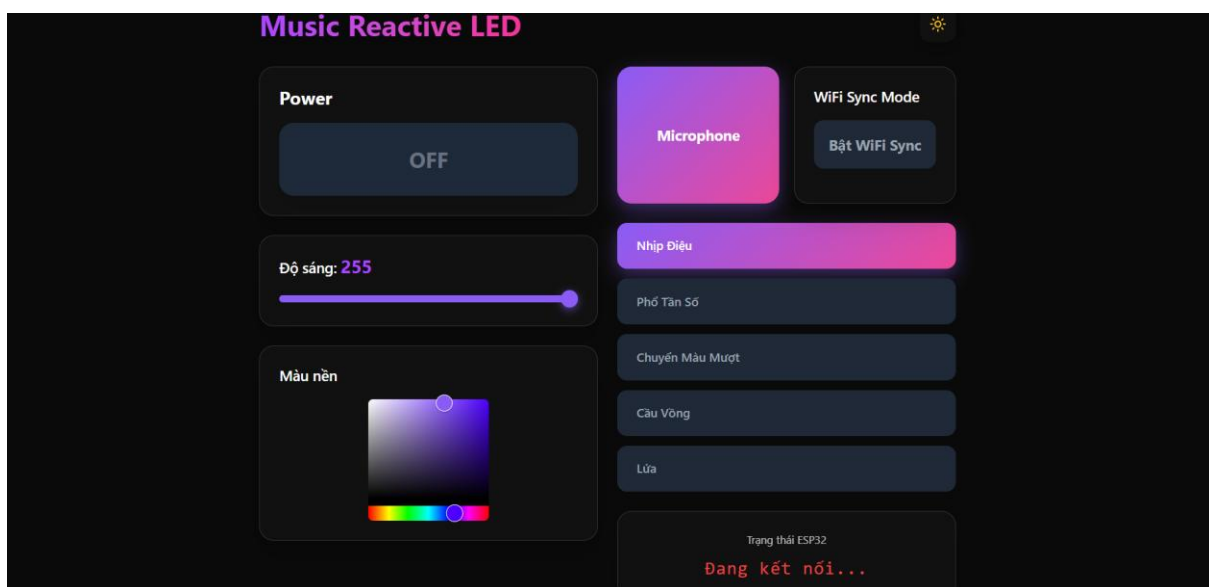 Music Reactive LED
Power
OFF
Độ sáng: 255
Màu nền
Microphone
WiFi Sync Mode
Bật WiFi Sync
Nhịp Điệu
Phổ Tần Số
Chuyển Màu Mượt
Cầu Vồng
Lửa
Trạng thái ESP32
Đang kết nối...